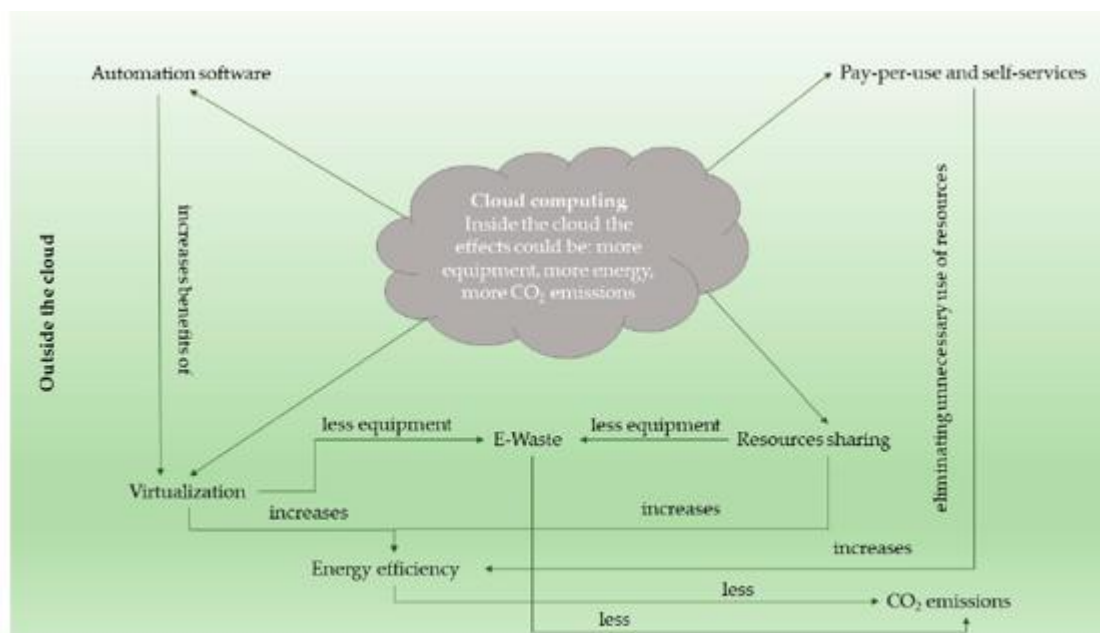 Automation software
Pay-per-use and self-services
Cloud computing
Inside the cloud the
effects could be: more
equipment, more energy,
more CO₂ emissions
Outside the cloud
increases benefits of
eliminating unnecessary use of resources
less equipment
E-Waste
less equipment
Resources sharing
Virtualization
increases
increases
increases
Energy efficiency
less
CO₂ emissions
less